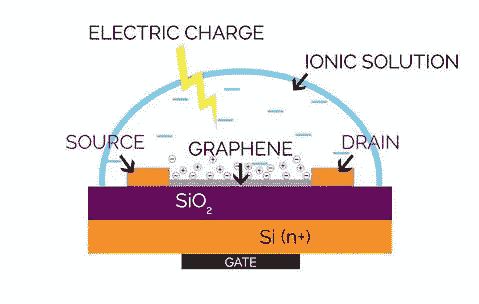 ELECTRIC CHARGE
IONIC SOLUTION
SOURCE
GRAPHENE
DRAIN
SiO₂
Si (n+)
GATE